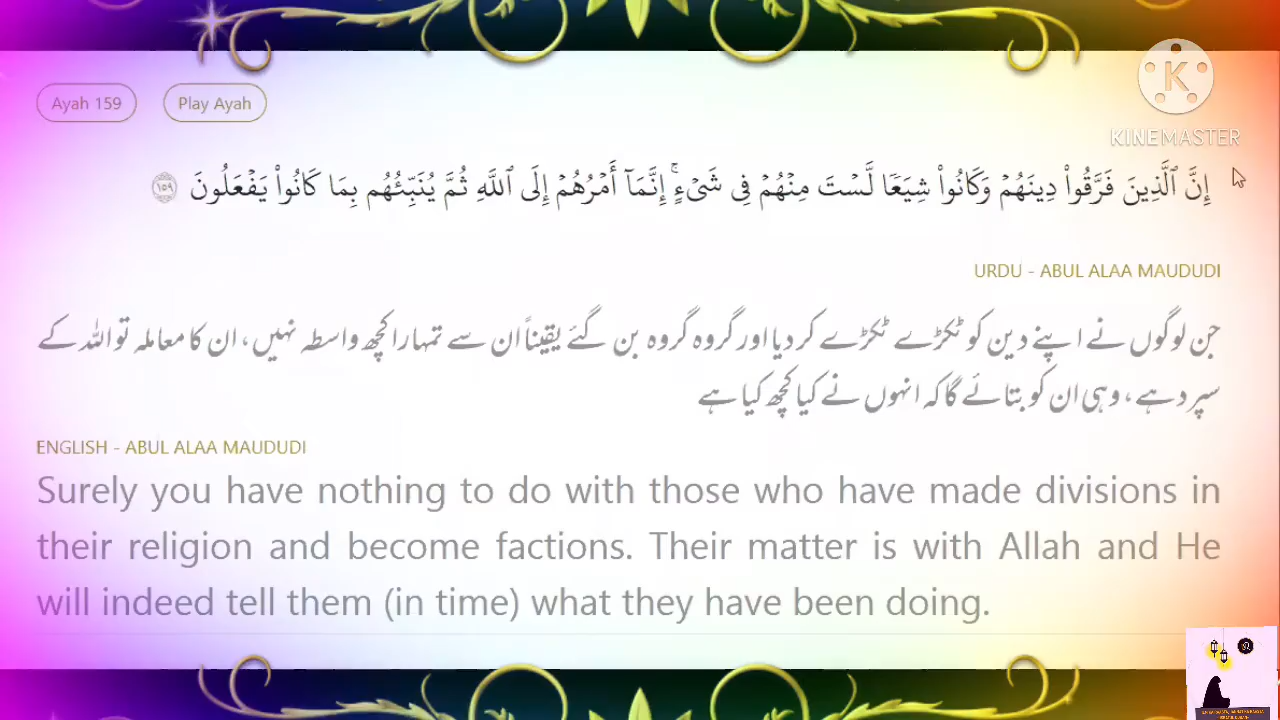 Ayah 159
Play Ayah
KINEMASTER
إِنَّ ٱلَّذِينَ فَرَّقُوا۟ دِينَهُمْ وَكَانُوا۟ شِيَعًا لَّسْتَ مِنْهُمْ فِى شَىْءٍ ۚ إِنَّمَآ أَمْرُهُمْ إِلَى ٱللَّهِ ثُمَّ يُنَبِّئُهُم بِمَا كَانُوا۟ يَفْعَلُونَ ١٥٩
URDU - ABUL ALAA MAUDUDI
جن لوگوں نے اپنے دین کو ٹکڑے ٹکڑے کر دیا اور گروہ گروہ بن گئے یقیناً ان سے تمہارا کچھ واسطہ نہیں، ان کا معاملہ تو اللہ کے
سپرد ہے، وہی ان کو بتائے گا کہ انہوں نے کیا کچھ کیا ہے
ENGLISH - ABUL ALAA MAUDUDI
Surely you have nothing to do with those who have made divisions in
their religion and become factions. Their matter is with Allah and He
will indeed tell them (in time) what they have been doing.